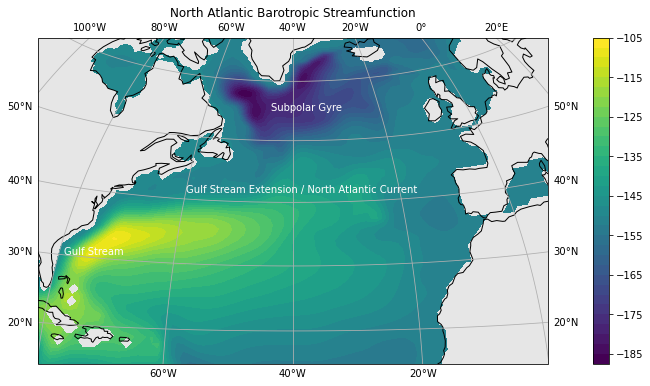 North Atlantic Barotropic Streamfunction
100°W 80°W 60°W 40°W 20°W 0° 20°E
−105
−115
−125
−135
−145
−155
−165
−175
−185
50°N 50°N
40°N 40°N
30°N 30°N
20°N 20°N
Subpolar Gyre
Gulf Stream Extension / North Atlantic Current
Gulf Stream
60°W 40°W 20°W